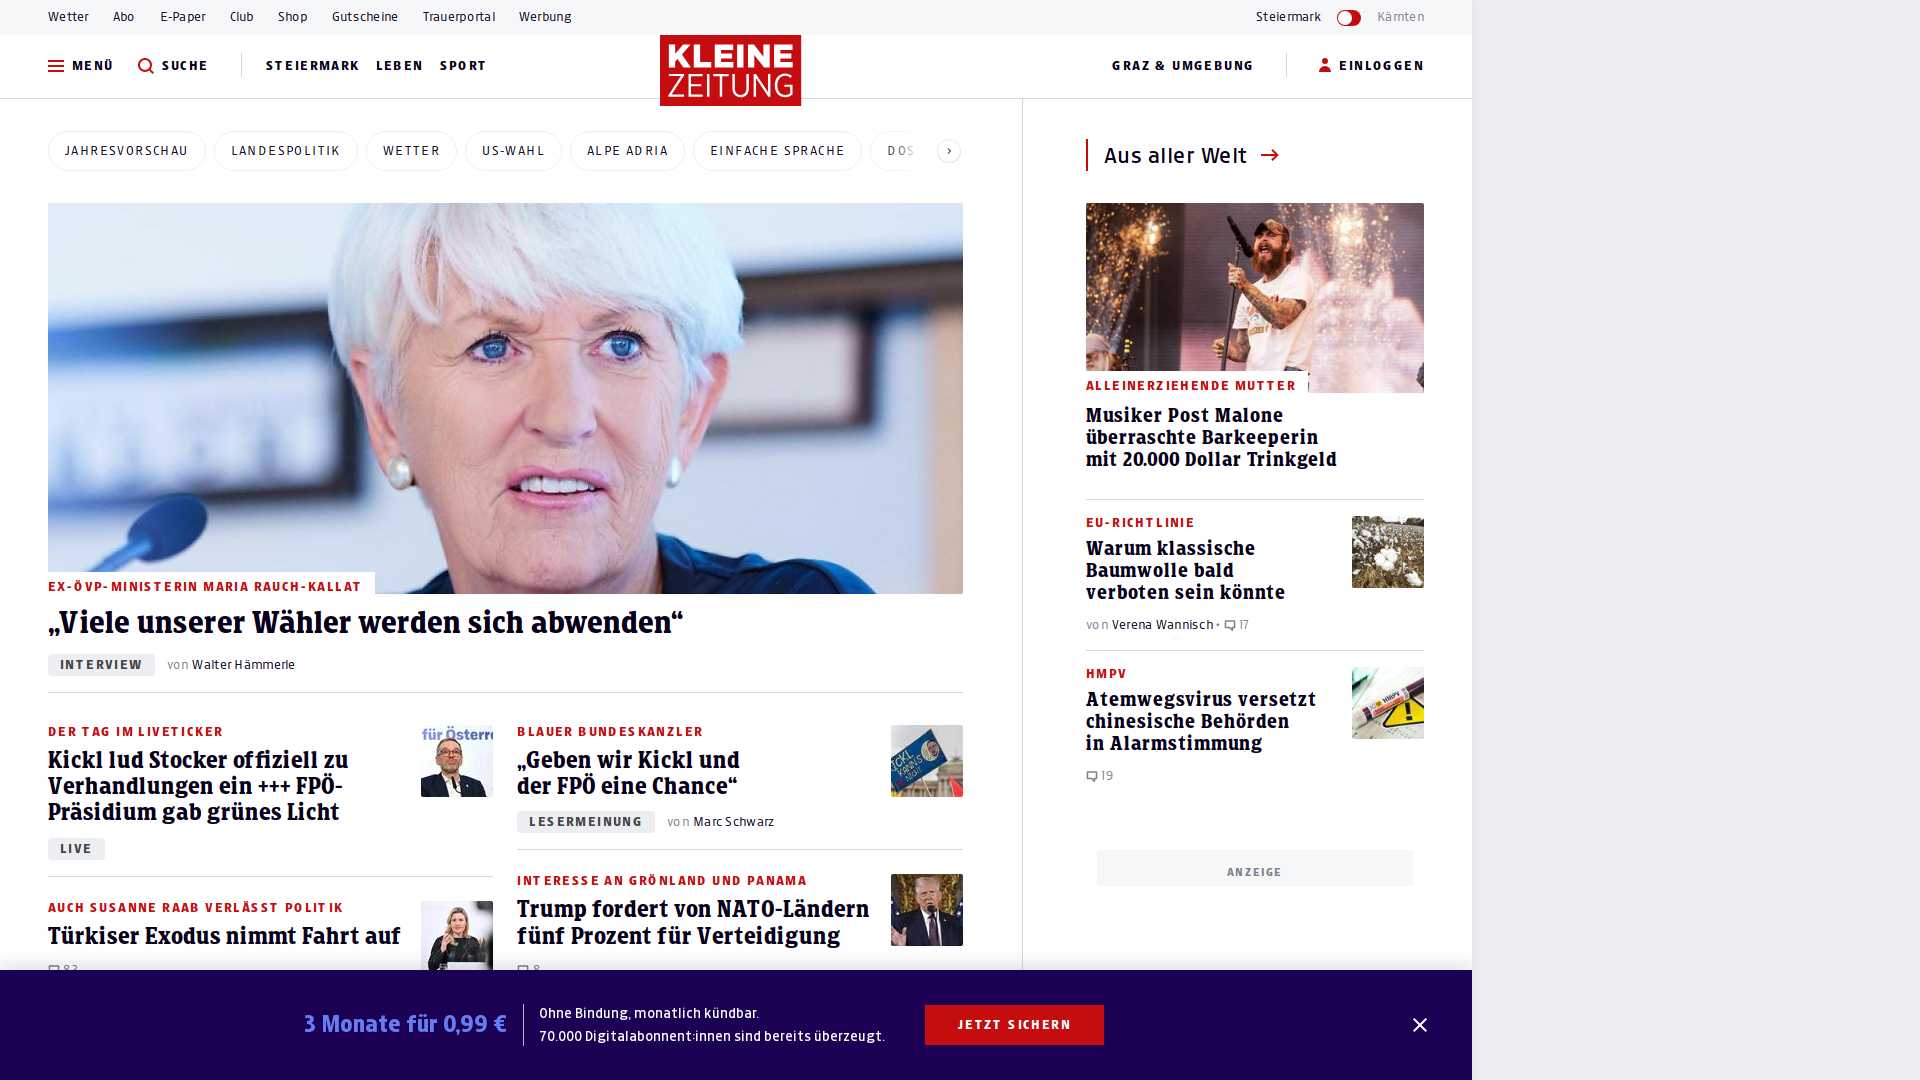 Wetter Abo E-Paper Club Shop Gutscheine Trauerportal Werbung Steiermark Kärnten
MENÜ SUCHE STEIERMARK LEBEN SPORT
KLEINE
ZEITUNG
GRAZ & UMGEBUNG EINLOGGEN
JAHRESVORSCHAU LANDESPOLITIK WETTER US-WAHL ALPE ADRIA EINFACHE SPRACHE DOS
EX-ÖVP-MINISTERIN MARIA RAUCH-KALLAT
„Viele unserer Wähler werden sich abwenden“
INTERVIEW von Walter Hämmerle
DER TAG IM LIVETICKER
Kickl lud Stocker offiziell zu
Verhandlungen ein +++ FPÖ-
Präsidium gab grünes Licht
LIVE
für Österre
AUCH SUSANNE RAAB VERLÄSST POLITIK
Türkiser Exodus nimmt Fahrt auf
BLAUER BUNDESKANZLER
„Geben wir Kickl und
der FPÖ eine Chance“
LESERMEINUNG von Marc Schwarz
INTERESSE AN GRÖNLAND UND PANAMA
Trump fordert von NATO-Ländern
fünf Prozent für Verteidigung
Aus aller Welt
ALLEINERZIEHENDE MUTTER
Musiker Post Malone
überraschte Barkeeperin
mit 20.000 Dollar Trinkgeld
EU-RICHTLINIE
Warum klassische
Baumwolle bald
verboten sein könnte
von Verena Wannisch • 17
HMPV
Atemwegsvirus versetzt
chinesische Behörden
in Alarmstimmung
19
HMPV
ANZEIGE
3 Monate für 0,99 €
Ohne Bindung, monatlich kündbar.
70.000 Digitalabonnent:innen sind bereits überzeugt.
JETZT SICHERN